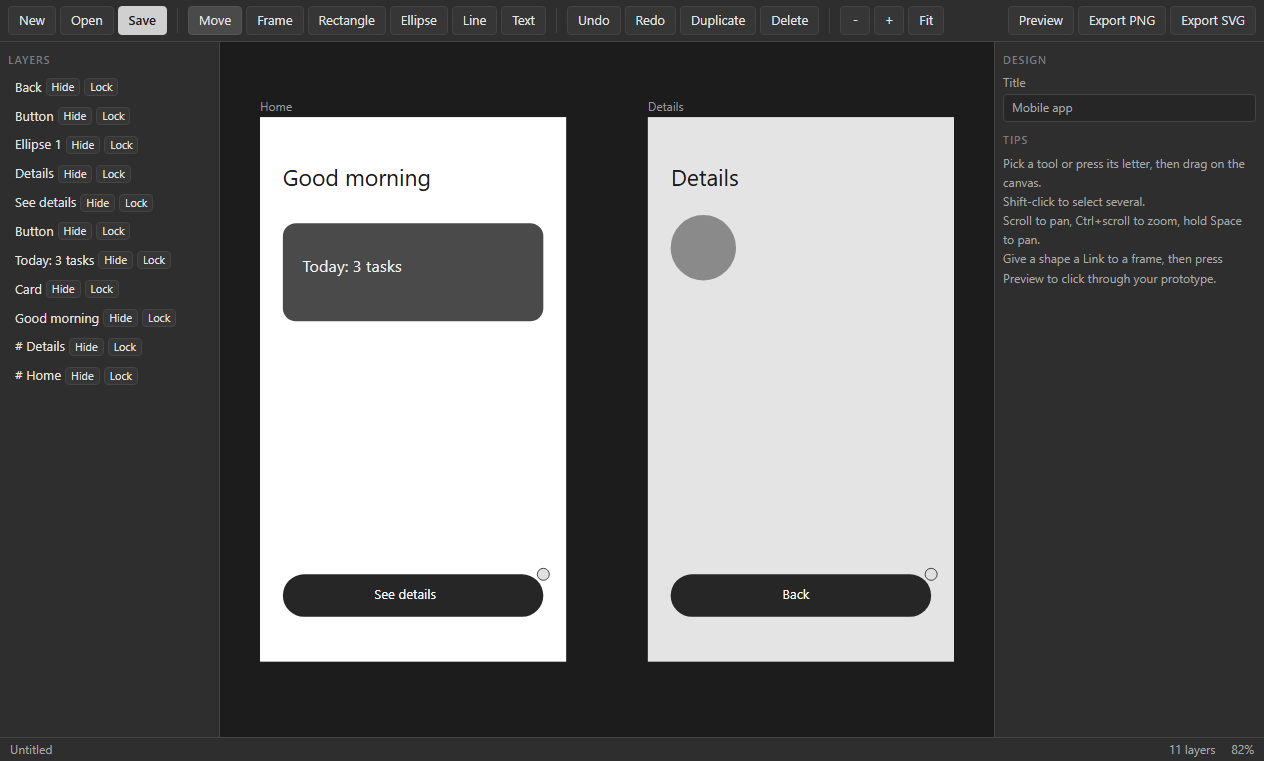 New Open Save Move Frame Rectangle Ellipse Line Text Undo Redo Duplicate Delete - + Fit Preview Export PNG Export SVG
LAYERS
Back Hide Lock
Button Hide Lock
Ellipse 1 Hide Lock
Details Hide Lock
See details Hide Lock
Button Hide Lock
Today: 3 tasks Hide Lock
Card Hide Lock
Good morning Hide Lock
# Details Hide Lock
# Home Hide Lock
Home
Good morning
Today: 3 tasks
See details
Details
Details
Back
DESIGN
Title
Mobile app
TIPS
Pick a tool or press its letter, then drag on the
canvas.
Shift-click to select several.
Scroll to pan, Ctrl+scroll to zoom, hold Space
to pan.
Give a shape a Link to a frame, then press
Preview to click through your prototype.
Untitled
11 layers 82%